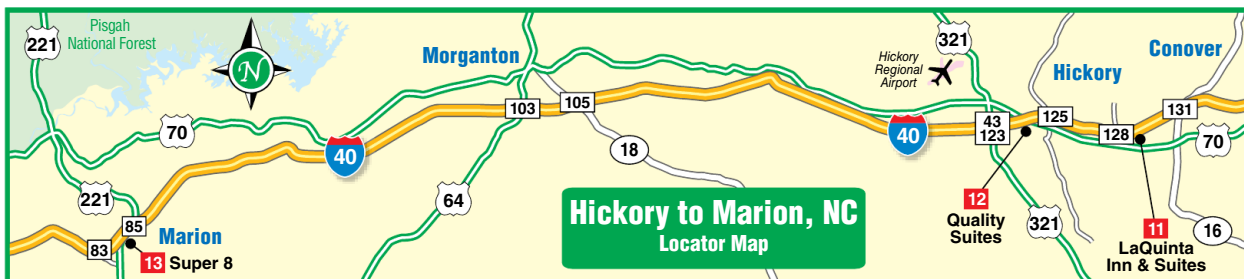 221
Pisgah
National Forest
N
Morganton
321
Hickory
Regional
Airport
Hickory
Conover
70
40
103
105
18
64
40
43
123
125
128
131
70
221
85
83
Marion
13 Super 8
Hickory to Marion, NC
Locator Map
12
Quality
Suites
321
11
LaQuinta
Inn & Suites
16